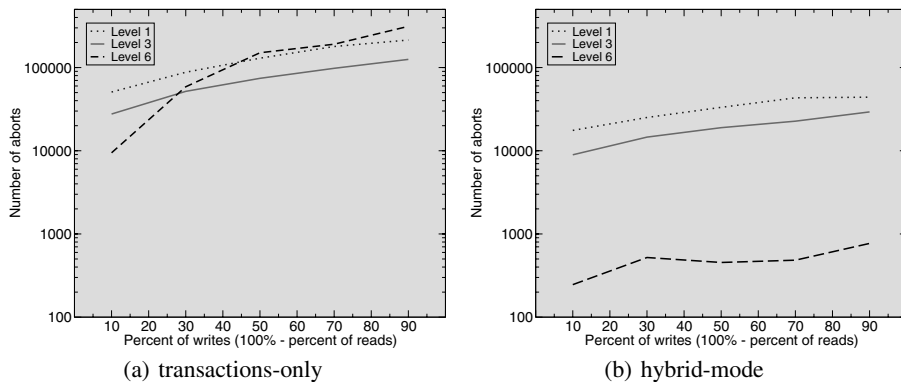 Level 1
Level 3
Level 6
100000
10000
1000
100
Number of aborts
10 20 30 40 50 60 70 80 90
Percent of writes (100% - percent of reads)
(a) transactions-only
Level 1
Level 3
Level 6
100000
10000
1000
100
Number of aborts
10 20 30 40 50 60 70 80 90
Percent of writes (100% - percent of reads)
(b) hybrid-mode